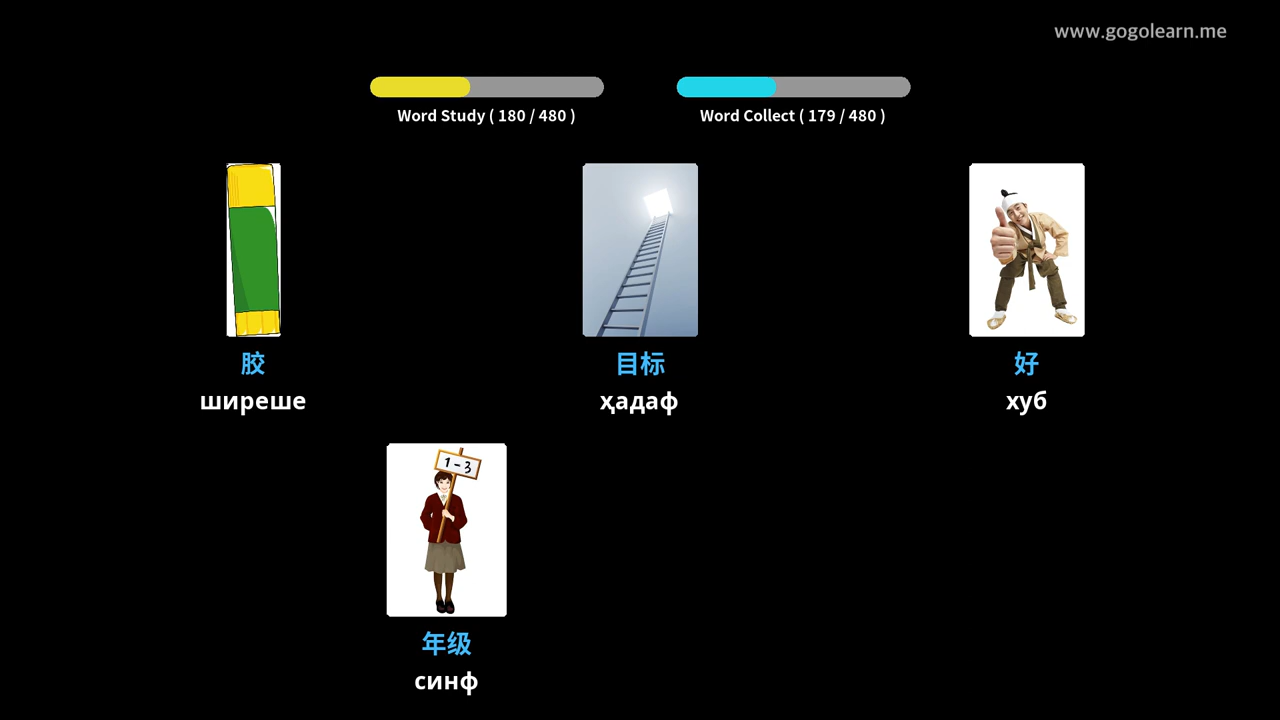 www.gogolearn.me
Word Study ( 180 / 480 )
Word Collect ( 179 / 480 )
胶
ширеше
目标
ҳадаф
好
хуб
1 - 3
年级
синф